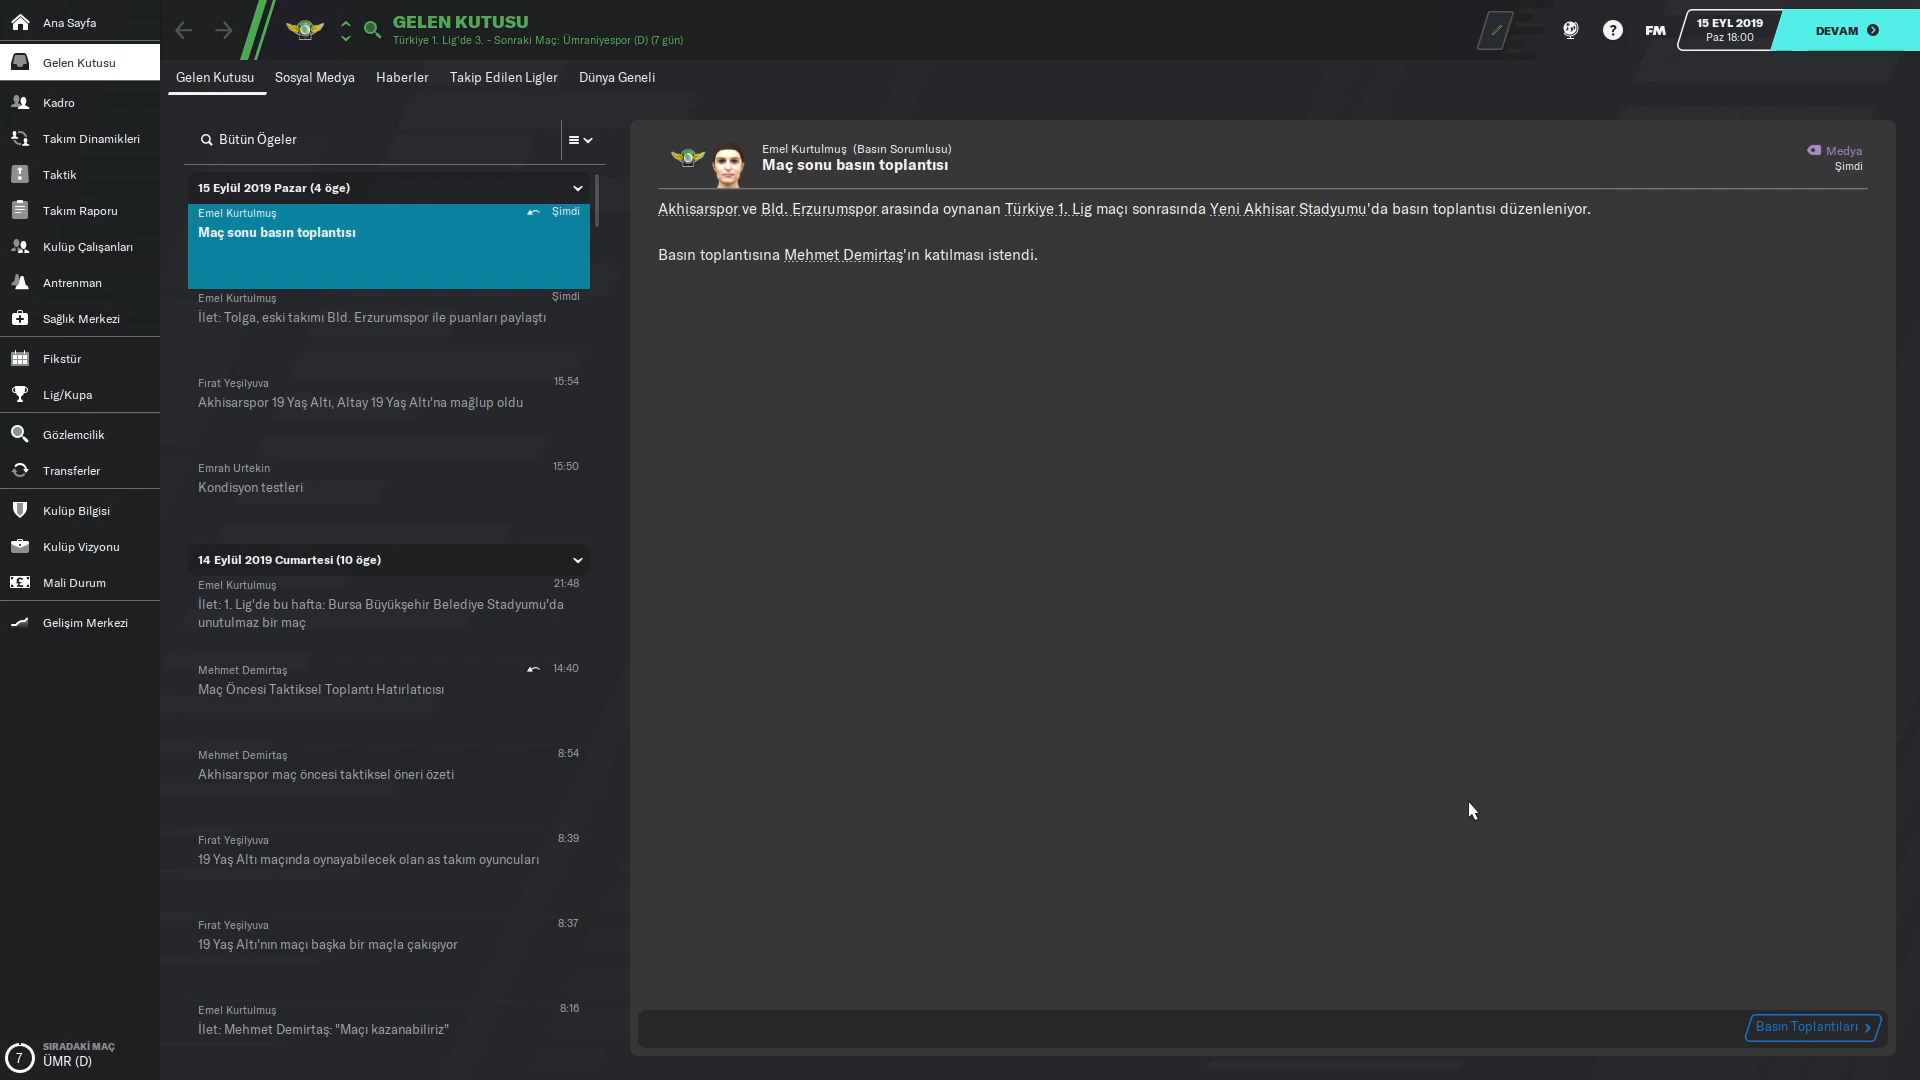 Ana Sayfa
Gelen Kutusu
Kadro
Takım Dinamikleri
Taktik
Takım Raporu
Kulüp Çalışanları
Antrenman
Sağlık Merkezi
Fikstür
Lig/Kupa
Gözlemcilik
Transferler
Kulüp Bilgisi
Kulüp Vizyonu
Mali Durum
Gelişim Merkezi
7
SIRADAKİ MAÇ
ÜMR (D)
GELEN KUTUSU
Türkiye 1. Lig'de 3. - Sonraki Maç: Ümraniyespor (D) (7 gün)
?
FM
15 EYL 2019
Paz 18:00
DEVAM
Gelen Kutusu
Sosyal Medya
Haberler
Takip Edilen Ligler
Dünya Geneli
Bütün Ögeler
15 Eylül 2019 Pazar (4 öge)
Emel Kurtulmuş
Şimdi
Maç sonu basın toplantısı
Emel Kurtulmuş
Şimdi
İlet: Tolga, eski takımı Bld. Erzurumspor ile puanları paylaştı
Fırat Yeşilyuva
15:54
Akhisarspor 19 Yaş Altı, Altay 19 Yaş Altı'na mağlup oldu
Emrah Urtekin
15:50
Kondisyon testleri
14 Eylül 2019 Cumartesi (10 öge)
Emel Kurtulmuş
21:48
İlet: 1. Lig'de bu hafta: Bursa Büyükşehir Belediye Stadyumu'da
unutulmaz bir maç
Mehmet Demirtaş
14:40
Maç Öncesi Taktiksel Toplantı Hatırlatıcısı
Mehmet Demirtaş
8:54
Akhisarspor maç öncesi taktiksel öneri özeti
Fırat Yeşilyuva
8:39
19 Yaş Altı maçında oynayabilecek olan as takım oyuncuları
Fırat Yeşilyuva
8:37
19 Yaş Altı'nın maçı başka bir maçla çakışıyor
Emel Kurtulmuş
8:16
İlet: Mehmet Demirtaş: "Maçı kazanabiliriz"
Emel Kurtulmuş (Basın Sorumlusu)
Maç sonu basın toplantısı
Medya
Şimdi
Akhisarspor ve Bld. Erzurumspor arasında oynanan Türkiye 1. Lig maçı sonrasında Yeni Akhisar Stadyumu'da basın toplantısı düzenleniyor.
Basın toplantısına Mehmet Demirtaş'ın katılması istendi.
Basın Toplantıları